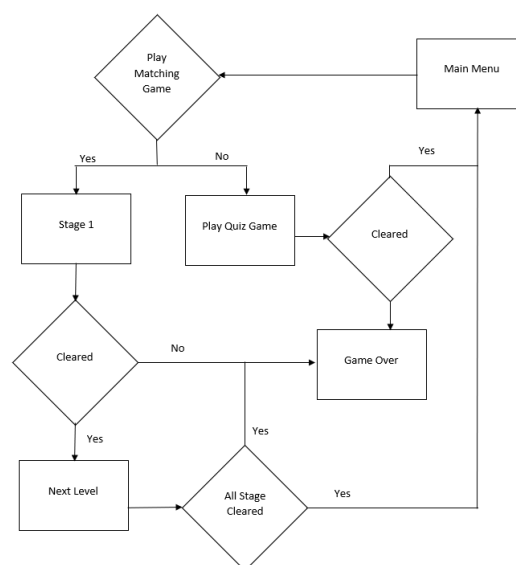 Play
Matching
Game
Main Menu
Yes
No
Yes
Stage 1
Play Quiz Game
Cleared
Cleared
No
Game Over
Yes
Yes
Next Level
All Stage
Cleared
Yes